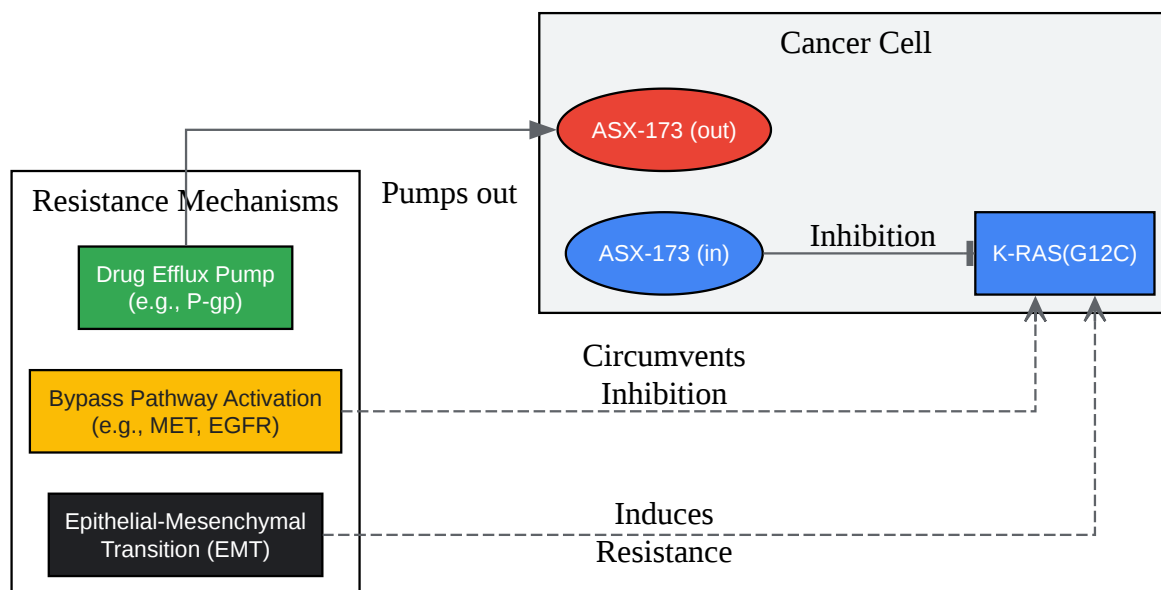 Cancer Cell
ASX-173 (out)
Pumps out
Resistance Mechanisms
ASX-173 (in)
Inhibition
K-RAS(G12C)
Drug Efflux Pump
(e.g., P-gp)
Circumvents
Inhibition
Bypass Pathway Activation
(e.g., MET, EGFR)
Induces
Resistance
Epithelial-Mesenchymal
Transition (EMT)